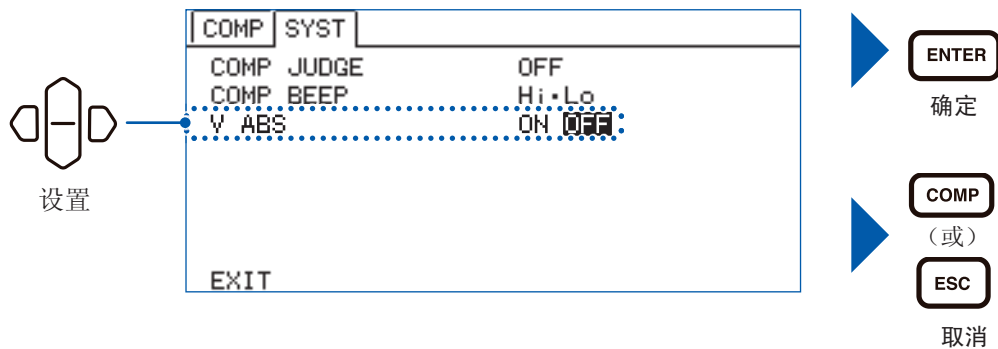 COMP SYST
COMP JUDGE OFF
COMP BEEP Hi・Lo
V ABS ON OFF
EXIT
设置
ENTER
确定
COMP
（或）
ESC
取消